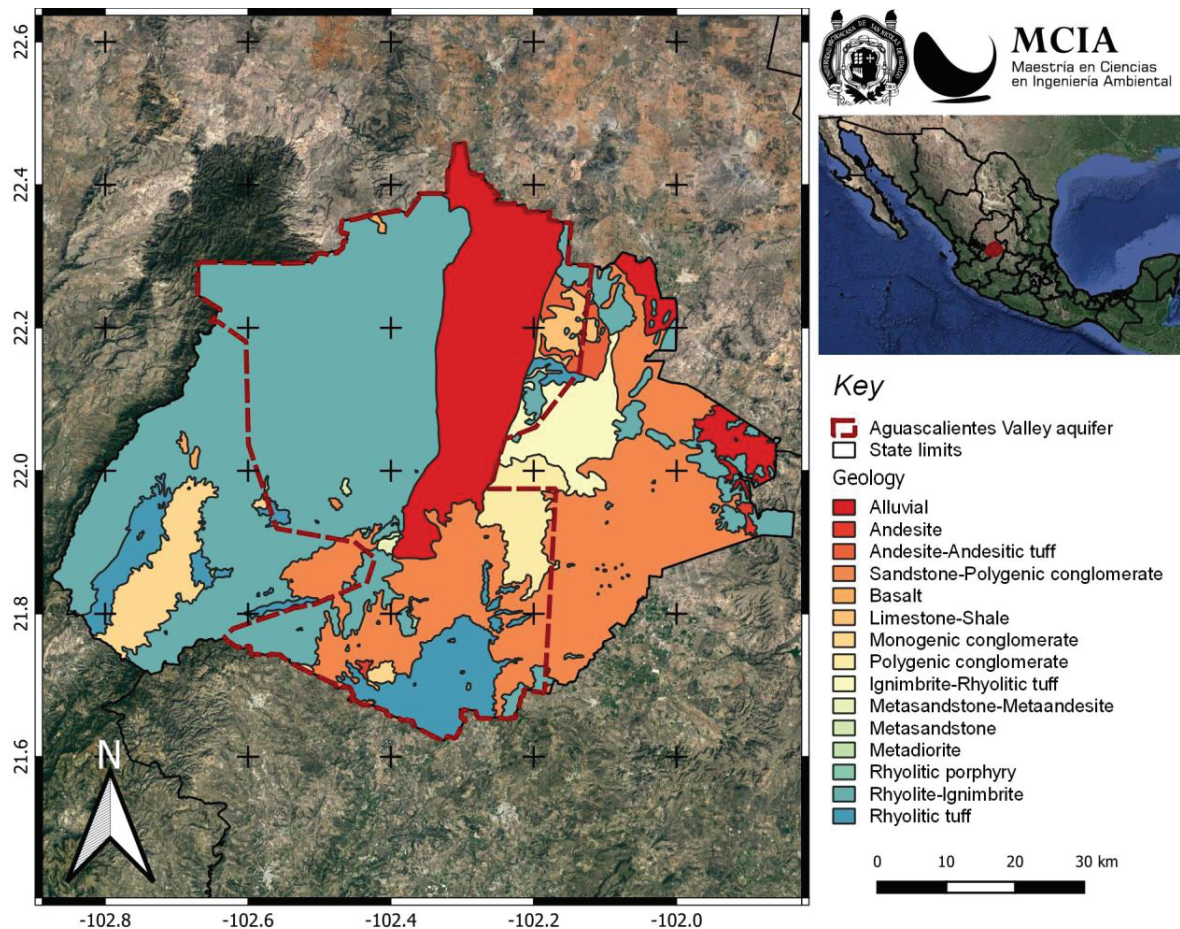 22.6
22.4
22.2
22.0
21.8
21.6
-102.8
-102.6
-102.4
-102.2
-102.0
N
MCIA
Maestría en Ciencias
en Ingeniería Ambiental
Key
Aguascalientes Valley aquifer
State limits
Geology
Alluvial
Andesite
Andesite-Andesitic tuff
Sandstone-Polygenic conglomerate
Basalt
Limestone-Shale
Monogenic conglomerate
Polygenic conglomerate
Ignimbrite-Rhyolitic tuff
Metasandstone-Metaandesite
Metasandstone
Metadiorite
Rhyolitic porphyry
Rhyolite-Ignimbrite
Rhyolitic tuff
0 10 20 30 km